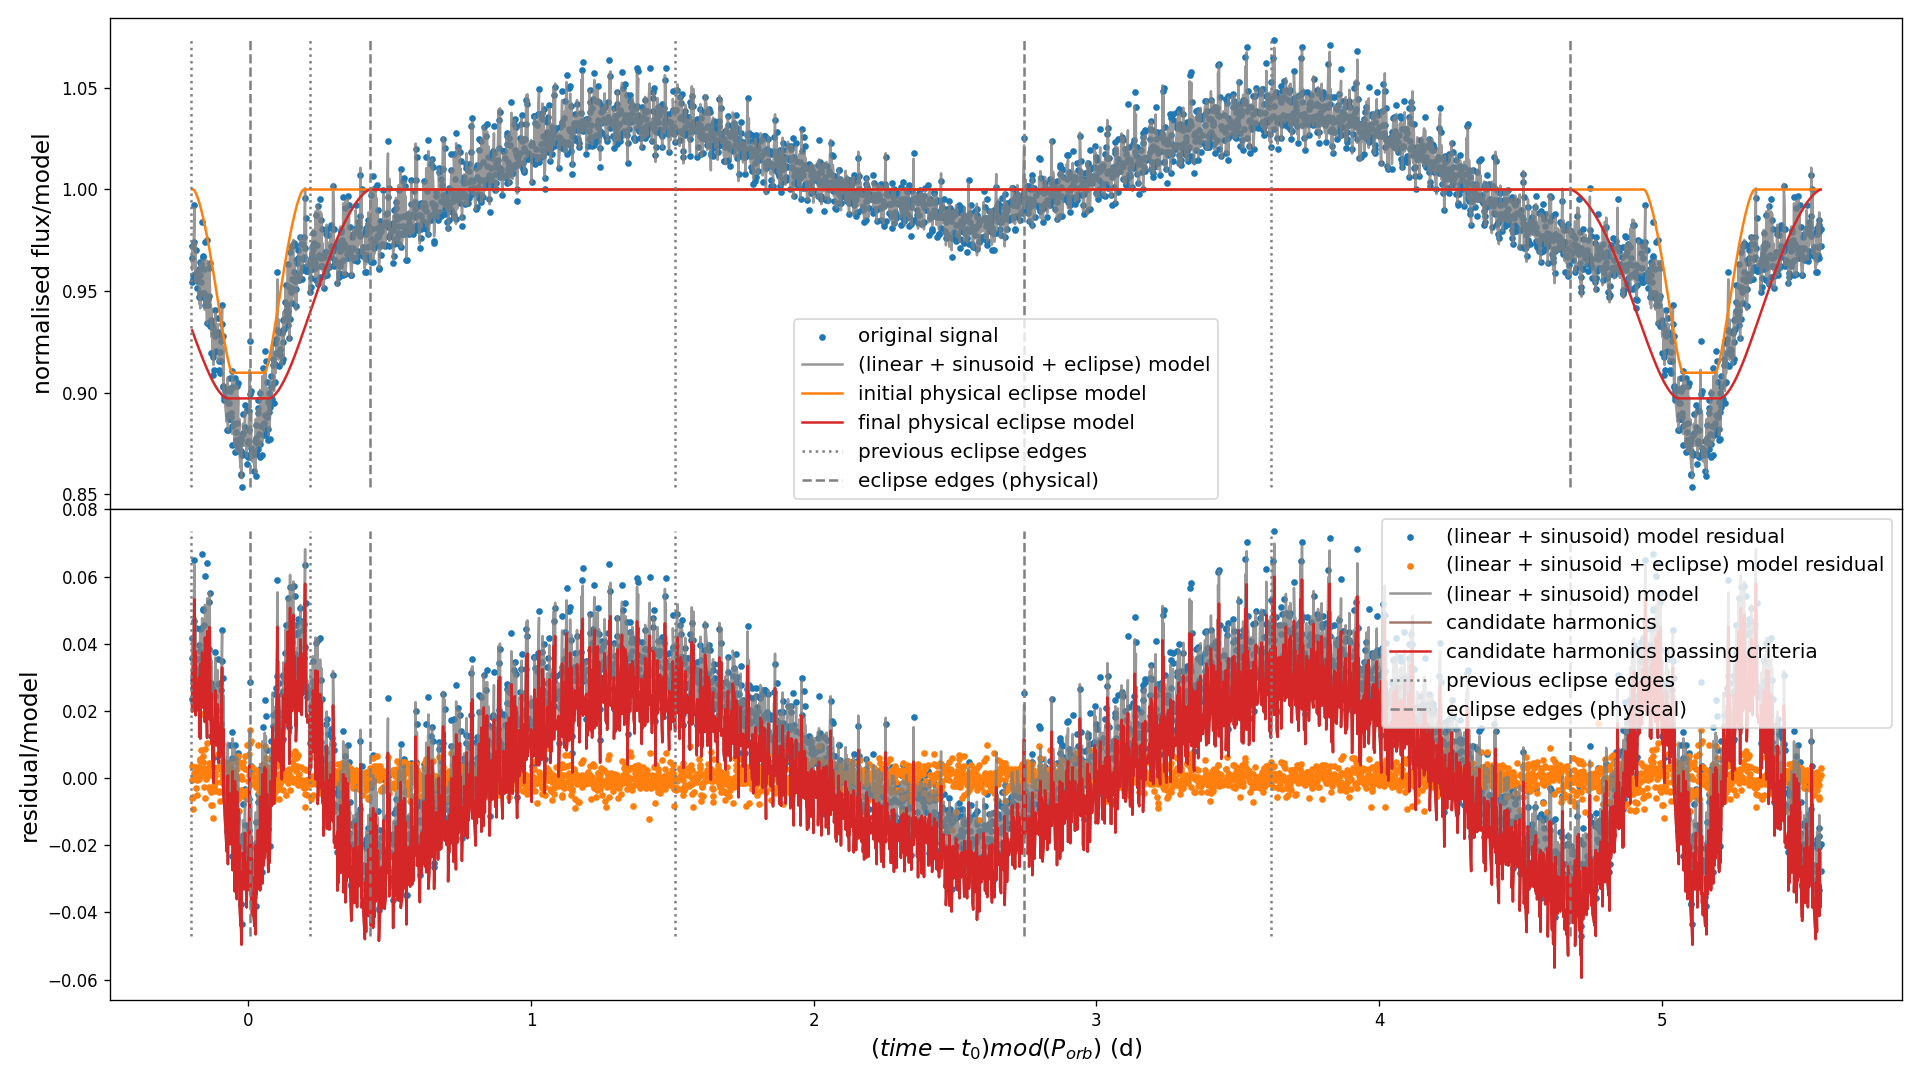 normalised flux/model
1.05
1.00
0.95
0.90
0.85
original signal
(linear + sinusoid + eclipse) model
initial physical eclipse model
final physical eclipse model
previous eclipse edges
eclipse edges (physical)
residual/model
0.08
0.06
0.04
0.02
0.00
−0.02
−0.04
−0.06
(linear + sinusoid) model residual
(linear + sinusoid + eclipse) model residual
(linear + sinusoid) model
candidate harmonics
candidate harmonics passing criteria
previous eclipse edges
eclipse edges (physical)
0 1 2 3 4 5
(time − t₀)mod(Pₒᵣb) (d)